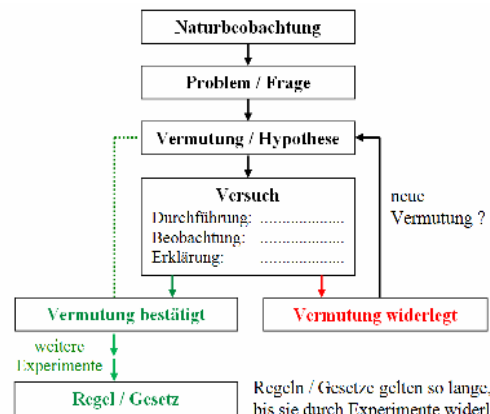 Naturbeobachtung
Problem / Frage
Vermutung / Hypothese
Versuch
Durchführung: .....................
Beobachtung: .....................
Erklärung: .....................
neue
Vermutung ?
Vermutung bestätigt
Vermutung widerlegt
weitere
Experimente
Regel / Gesetz
Regeln / Gesetze gelten so lange,
bis sie durch Experimente widerl